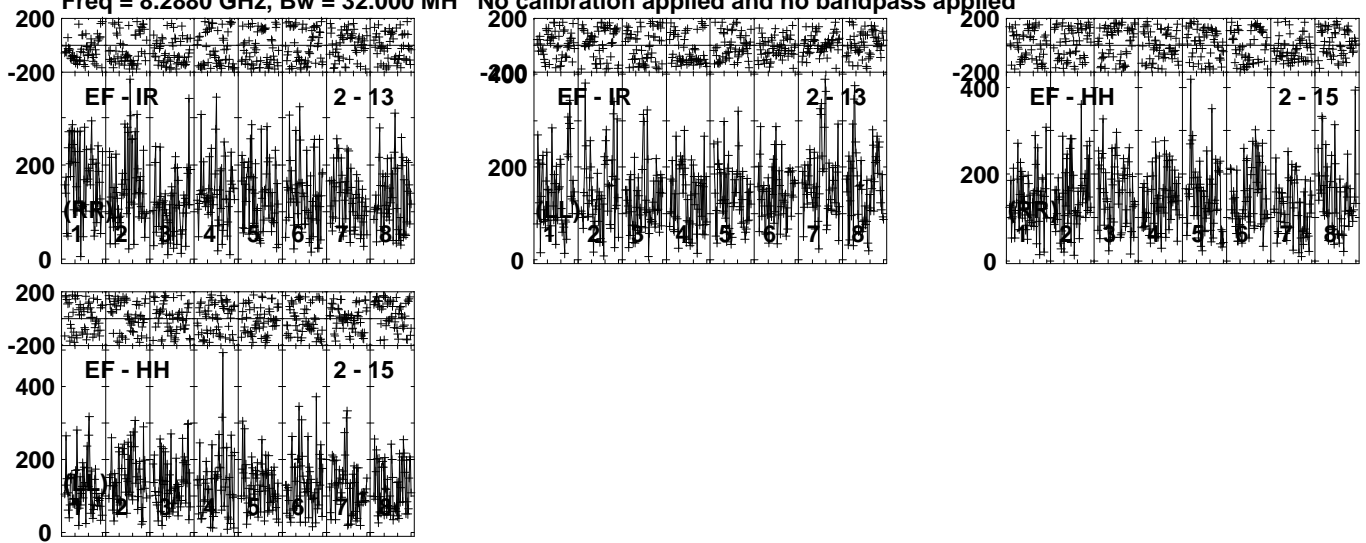 Freq = 8.2880 GHz, Bw = 32.000 MH No calibration applied and no bandpass applied
200
-200
EF - IR 2 - 13
200
(RR)
1 2 3 4 5 6 7 8
0
200
-200
400
EF - IR 2 - 13
200
(LL)
1 2 3 4 5 6 7 8
0
200
-200
400
EF - HH 2 - 15
200
(RR)
1 2 3 4 5 6 7 8
0
200
-200
EF - HH 2 - 15
400
200
(LL)
1 2 3 4 5 6 7 8
0